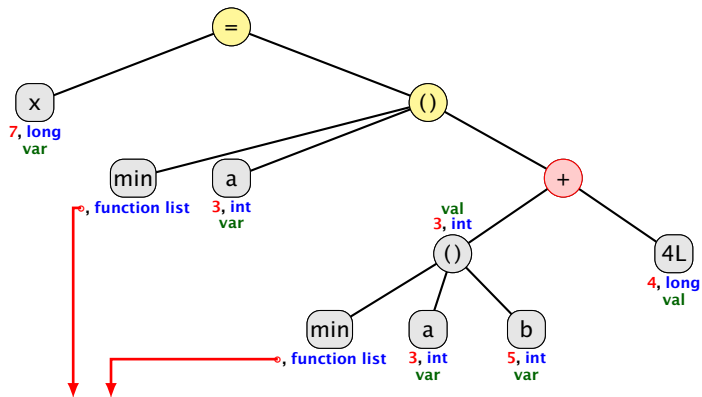 =
x
7, long
var
()
min
, function list
a
3, int
var
+
val
3, int
()
4L
4, long
val
min
, function list
a
3, int
var
b
5, int
var